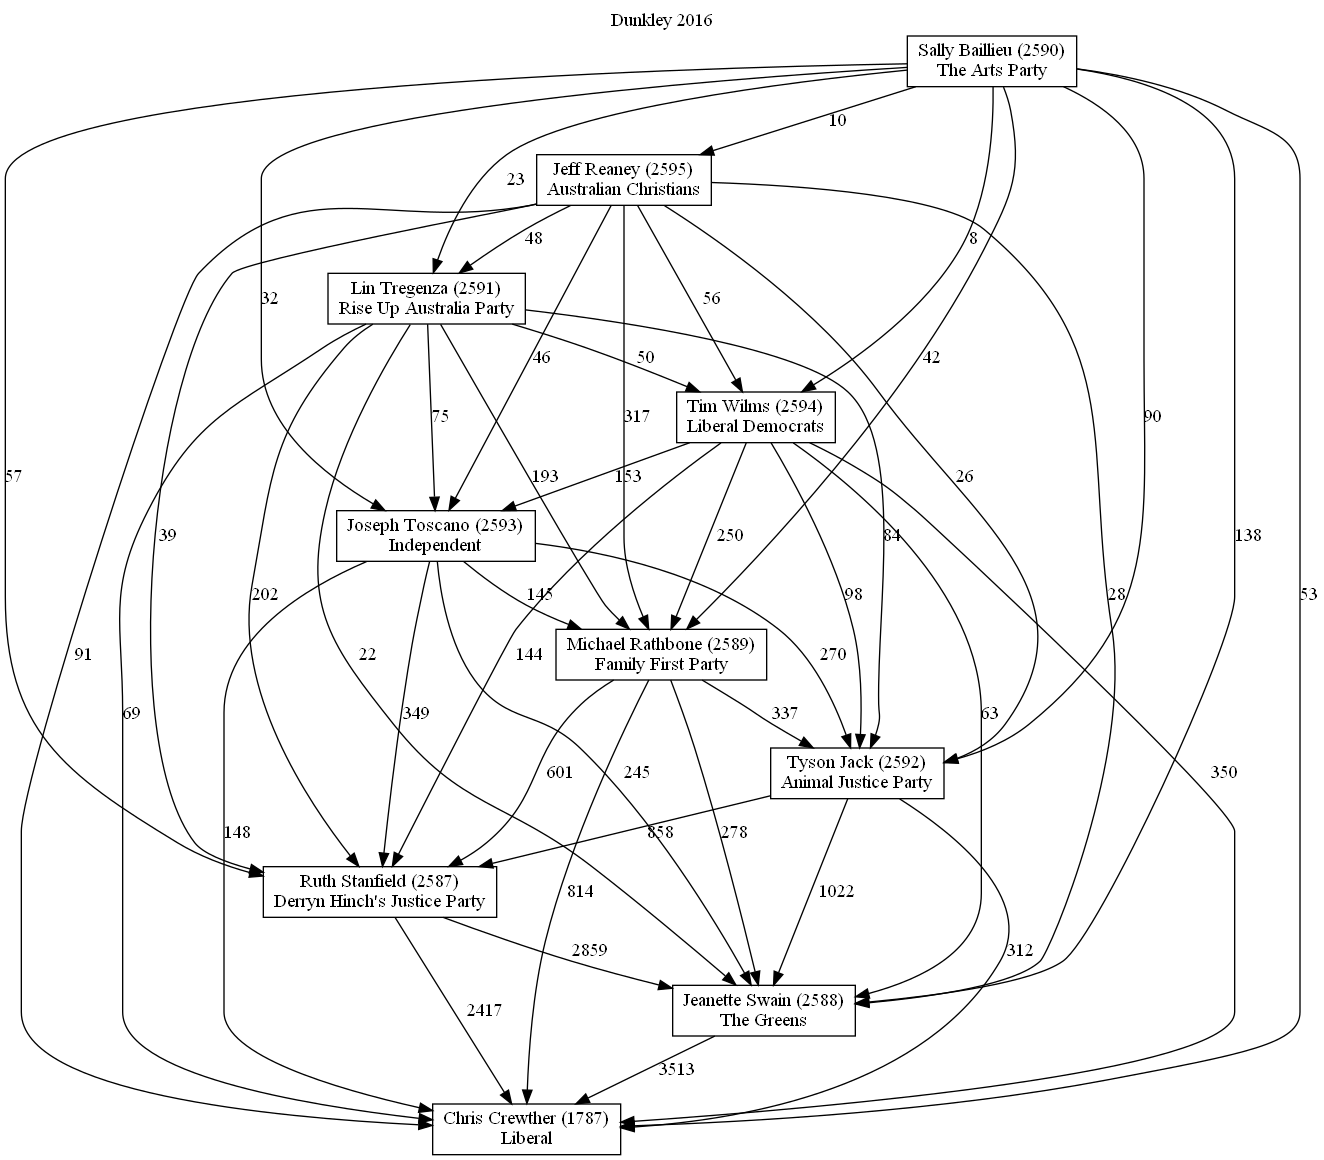 Dunkley 2016
Sally Baillieu (2590)
The Arts Party
10
Jeff Reaney (2595)
Australian Christians
23
48
8
32
Lin Tregenza (2591)
Rise Up Australia Party
56
46
50
42
Tim Wilms (2594)
Liberal Democrats
75
317
90
57
193
153
26
Joseph Toscano (2593)
Independent
39
250
84
138
202
145
98
28
53
91
22
144
Michael Rathbone (2589)
Family First Party
270
69
349
337
63
601
245
Tyson Jack (2592)
Animal Justice Party
350
148
858
278
Ruth Stanfield (2587)
Derryn Hinch's Justice Party
814
1022
2859
312
2417
Jeanette Swain (2588)
The Greens
3513
Chris Crewther (1787)
Liberal